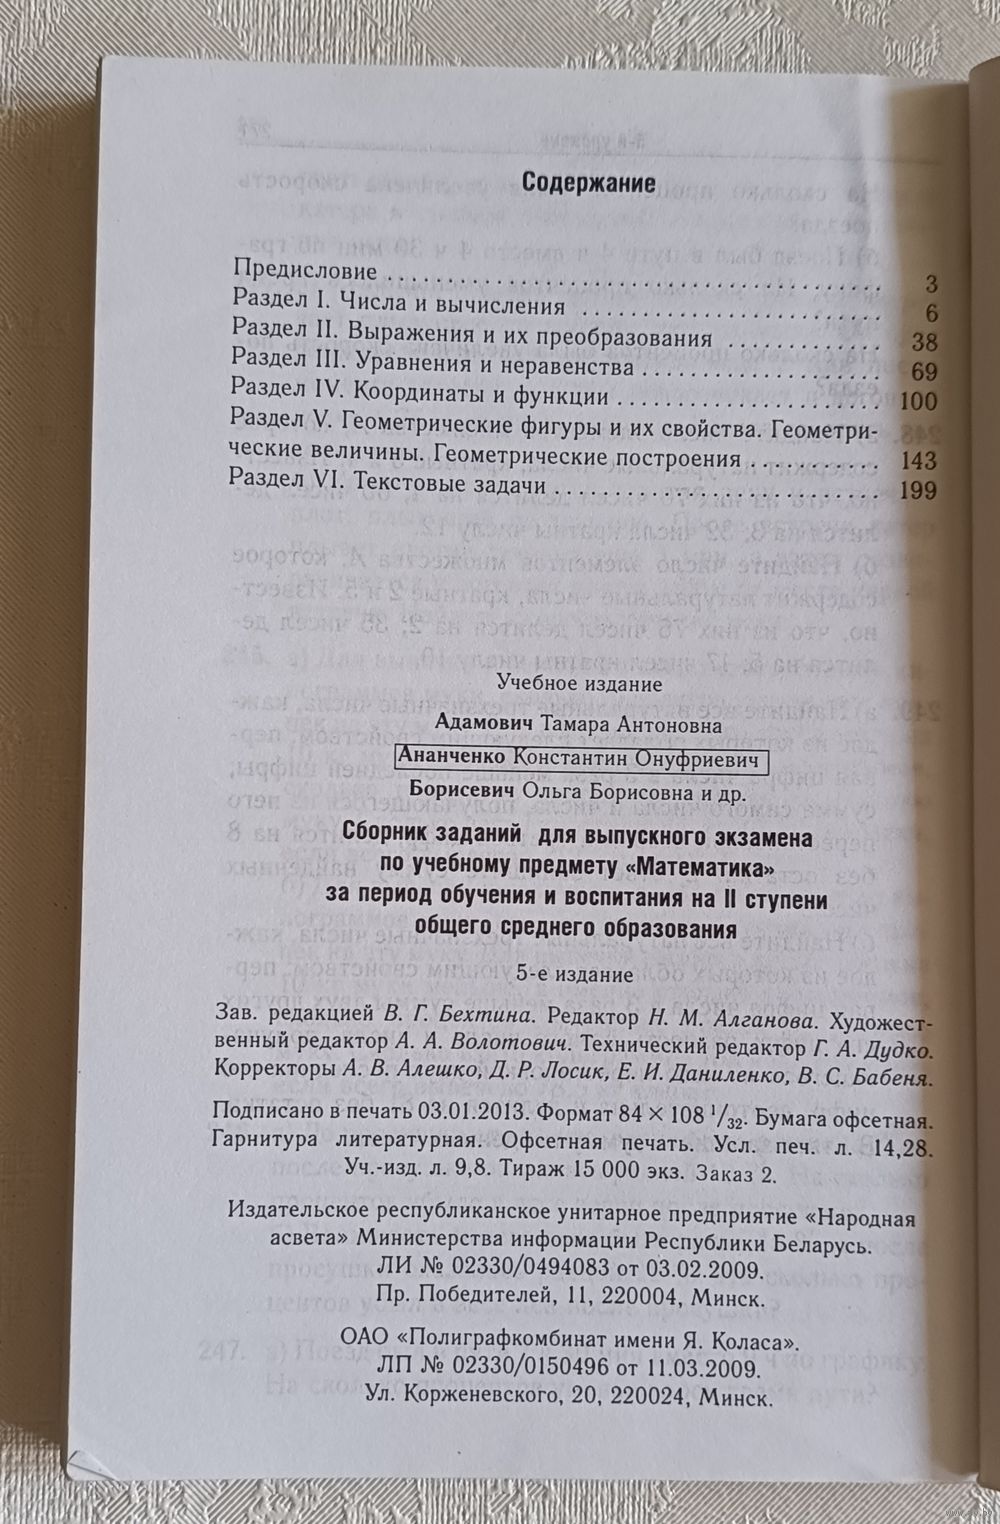 Содержание
Предисловие . . . . . . . . . . . . . . . . . . . . 3
Раздел I. Числа и вычисления . . . . . . . . . . . . 6
Раздел II. Выражения и их преобразования . . . . . . 38
Раздел III. Уравнения и неравенства . . . . . . . . . 69
Раздел IV. Координаты и функции . . . . . . . . . . 100
Раздел V. Геометрические фигуры и их свойства. Геометри-
ческие величины. Геометрические построения . . . . . 143
Раздел VI. Текстовые задачи . . . . . . . . . . . . . 199
Учебное издание
Адамович Тамара Антоновна
Ананченко Константин Онуфриевич
Борисевич Ольга Борисовна и др.
Сборник заданий для выпускного экзамена
по учебному предмету «Математика»
за период обучения и воспитания на II ступени
общего среднего образования
5-е издание
Зав. редакцией В. Г. Бехтина. Редактор Н. М. Алганова. Художест-
венный редактор А. А. Волотович. Технический редактор Г. А. Дудко.
Корректоры А. В. Алешко, Д. Р. Лосик, Е. И. Даниленко, В. С. Бабеня.
Подписано в печать 03.01.2013. Формат 84 × 108 1/32. Бумага офсетная.
Гарнитура литературная. Офсетная печать. Усл. печ. л. 14,28.
Уч.-изд. л. 9,8. Тираж 15 000 экз. Заказ 2.
Издательское республиканское унитарное предприятие «Народная
асвета» Министерства информации Республики Беларусь.
ЛИ № 02330/0494083 от 03.02.2009.
Пр. Победителей, 11, 220004, Минск.
ОАО «Полиграфкомбинат имени Я. Коласа».
ЛП № 02330/0150496 от 11.03.2009.
Ул. Корженевского, 20, 220024, Минск.